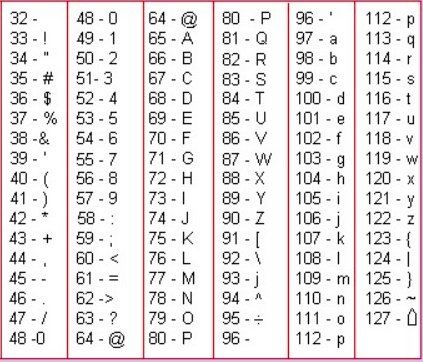 32 -
33 - !
34 - "
35 - #
36 - $
37 - %
38 -&
39 - '
40 - (
41 - )
42 - *
43 - +
44 - ,
45 - -
46 - .
47 - /
48 -0
48 - 0
49 - 1
50 - 2
51- 3
52 - 4
53 - 5
54 - 6
55 - 7
56 - 8
57 - 9
58 - :
59 - ;
60 - <
61 - =
62 ->
63 - ?
64 - @
64 - @
65 - A
66 - B
67 - C
68 - D
69 - E
70 - F
71 - G
72 - H
73 - I
74 - J
75 - K
76 - L
77 - M
78 - N
79 - O
80 - P
80 - P
81 - Q
82 - R
83 - S
84 - T
85 - U
86 - V
87 - W
88 - X
89 - Y
90 - Z
91 - [
92 - \
93 - j
94 - ^
95 - ÷
96 -
96 - '
97 - a
98 - b
99 - c
100 - d
101 - e
102 - f
103 - g
104 - h
105 - i
106 - j
107 - k
108 - l
109 - m
110 - n
111 - o
112 - p
112 - p
113 - q
114 - r
115 - s
116 - t
117 - u
118 - v
119 - w
120 - x
121 - y
122 - z
123 - {
124 - |
125 - }
126 - ~
127 - ⌂